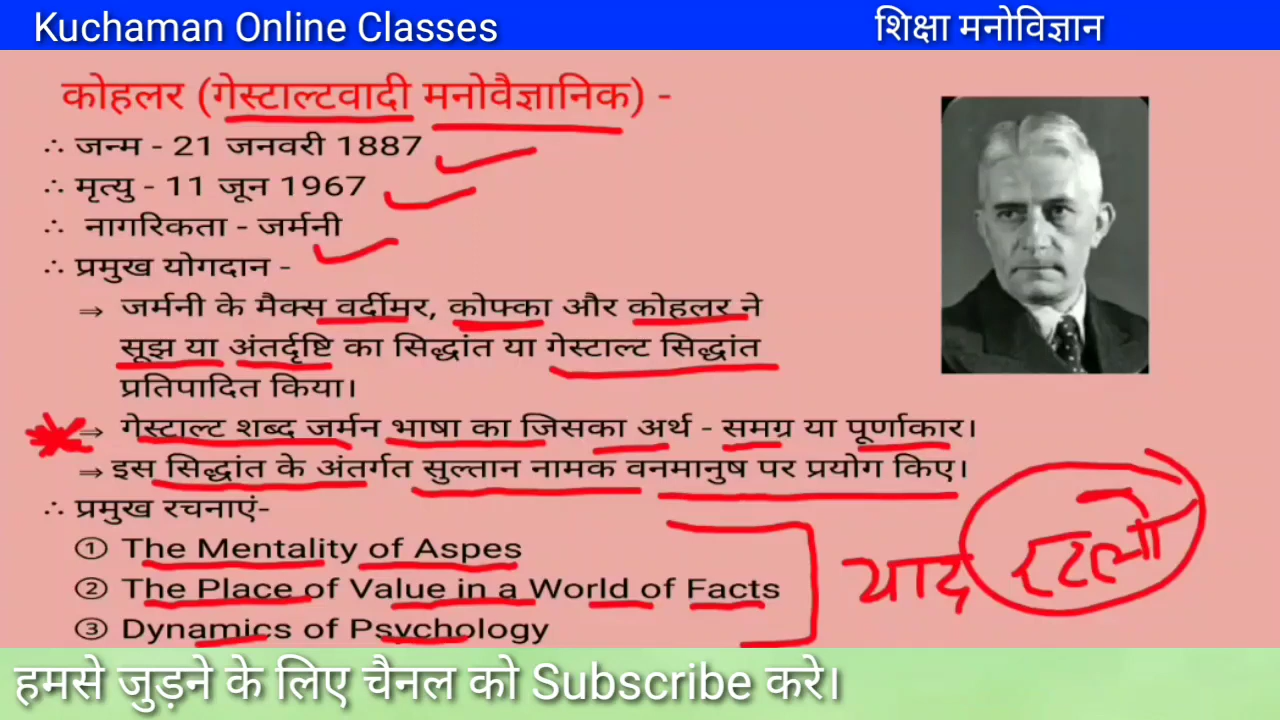 Kuchaman Online Classes
शिक्षा मनोविज्ञान
कोहलर (गेस्टाल्टवादी मनोवैज्ञानिक) -
∴ जन्म - 21 जनवरी 1887
∴ मृत्यु - 11 जून 1967
∴ नागरिकता - जर्मनी
∴ प्रमुख योगदान -
⇒ जर्मनी के मैक्स वर्दीमर, कोफ्का और कोहलर ने
सूझ या अंतर्दृष्टि का सिद्धांत या गेस्टाल्ट सिद्धांत
प्रतिपादित किया।
⇒ गेस्टाल्ट शब्द जर्मन भाषा का जिसका अर्थ - समग्र या पूर्णाकार।
⇒ इस सिद्धांत के अंतर्गत सुल्तान नामक वनमानुष पर प्रयोग किए।
∴ प्रमुख रचनाएं-
① The Mentality of Aspes
② The Place of Value in a World of Facts
③ Dynamics of Psychology
याद
हमसे जुड़ने के लिए चैनल को Subscribe करे।